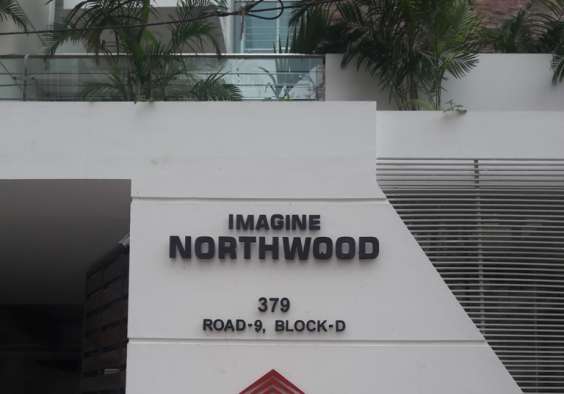 IMAGINE
NORTHWOOD
379
ROAD-9, BLOCK-D